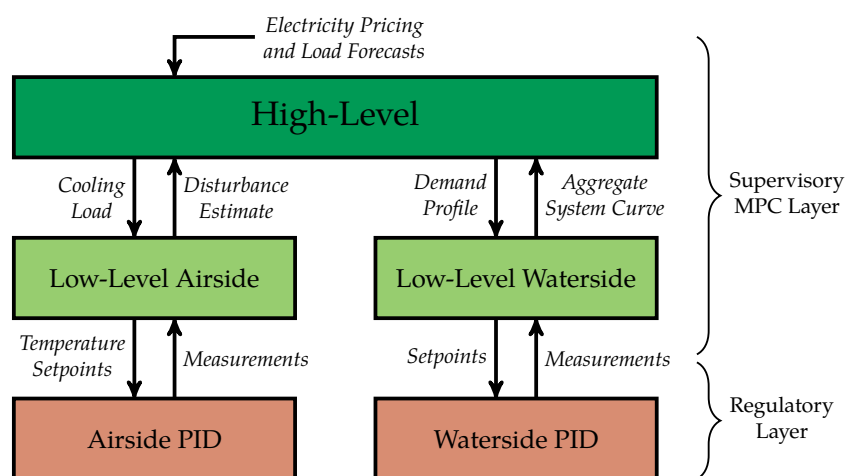 Electricity Pricing
and Load Forecasts
High-Level
Cooling
Load
Disturbance
Estimate
Demand
Profile
Aggregate
System Curve
Supervisory
MPC Layer
Low-Level Airside
Low-Level Waterside
Temperature
Setpoints
Measurements
Setpoints
Measurements
Airside PID
Waterside PID
Regulatory
Layer